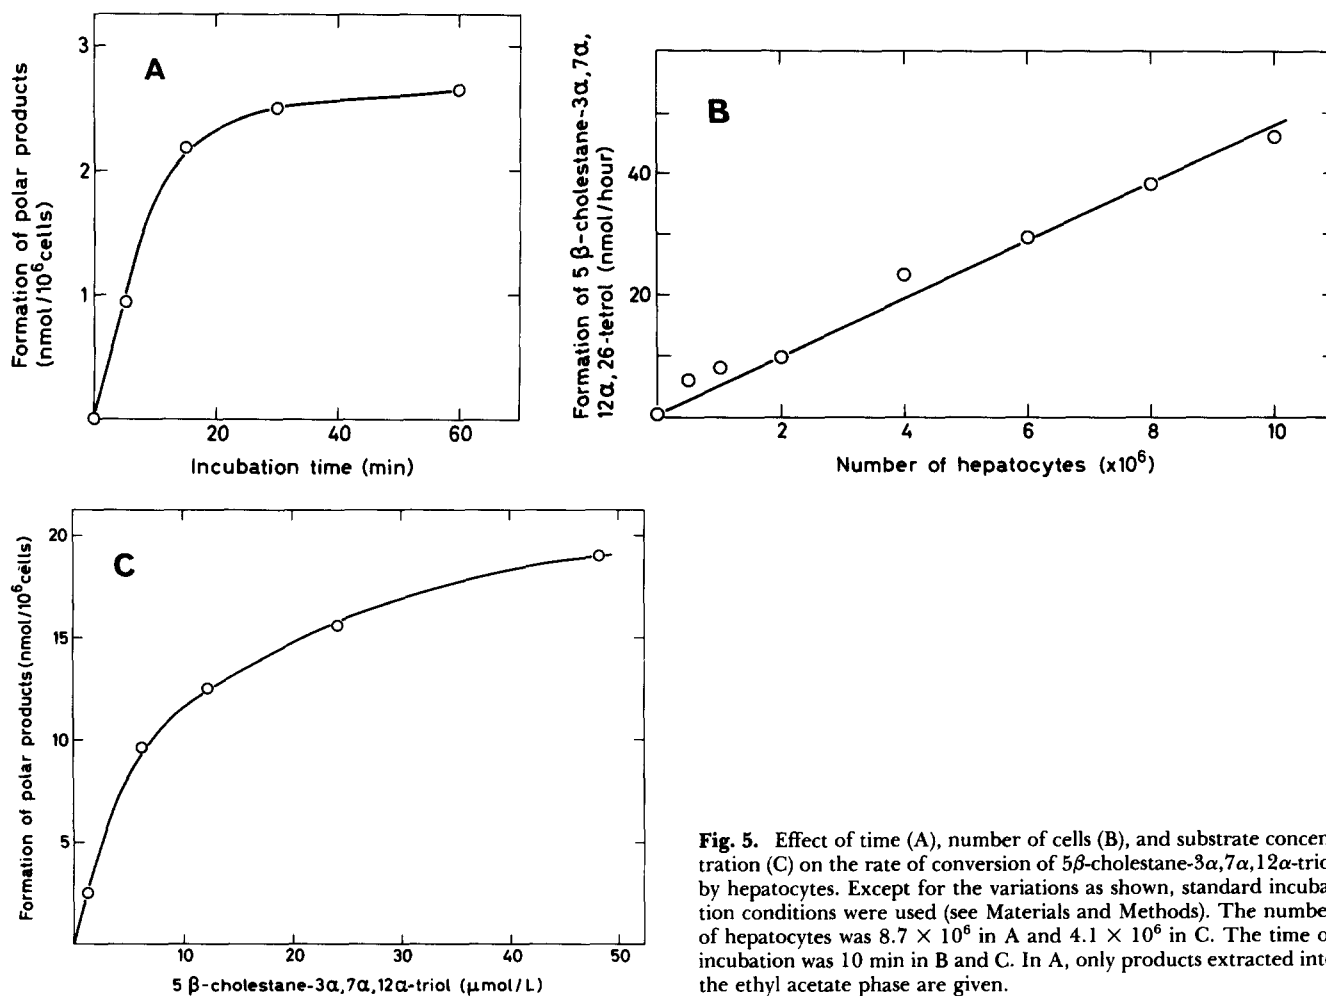 A
3
2
1
Formation of polar products
(nmol/10⁶cells)
20
40
60
Incubation time (min)
B
40
20
Formation of 5 β-cholestane-3α,7α,
12α,26-tetrol (nmol/hour)
2
4
6
8
10
Number of hepatocytes (x10⁶)
C
20
15
10
5
Formation of polar products (nmol/10⁶cells)
10
20
30
40
50
5 β-cholestane-3α,7α,12α-triol (μmol/L)
Fig. 5. Effect of time (A), number of cells (B), and substrate concen-
tration (C) on the rate of conversion of 5β-cholestane-3α,7α,12α-trio
by hepatocytes. Except for the variations as shown, standard incuba-
tion conditions were used (see Materials and Methods). The number
of hepatocytes was 8.7 × 10⁶ in A and 4.1 × 10⁶ in C. The time o
incubation was 10 min in B and C. In A, only products extracted into
the ethyl acetate phase are given.